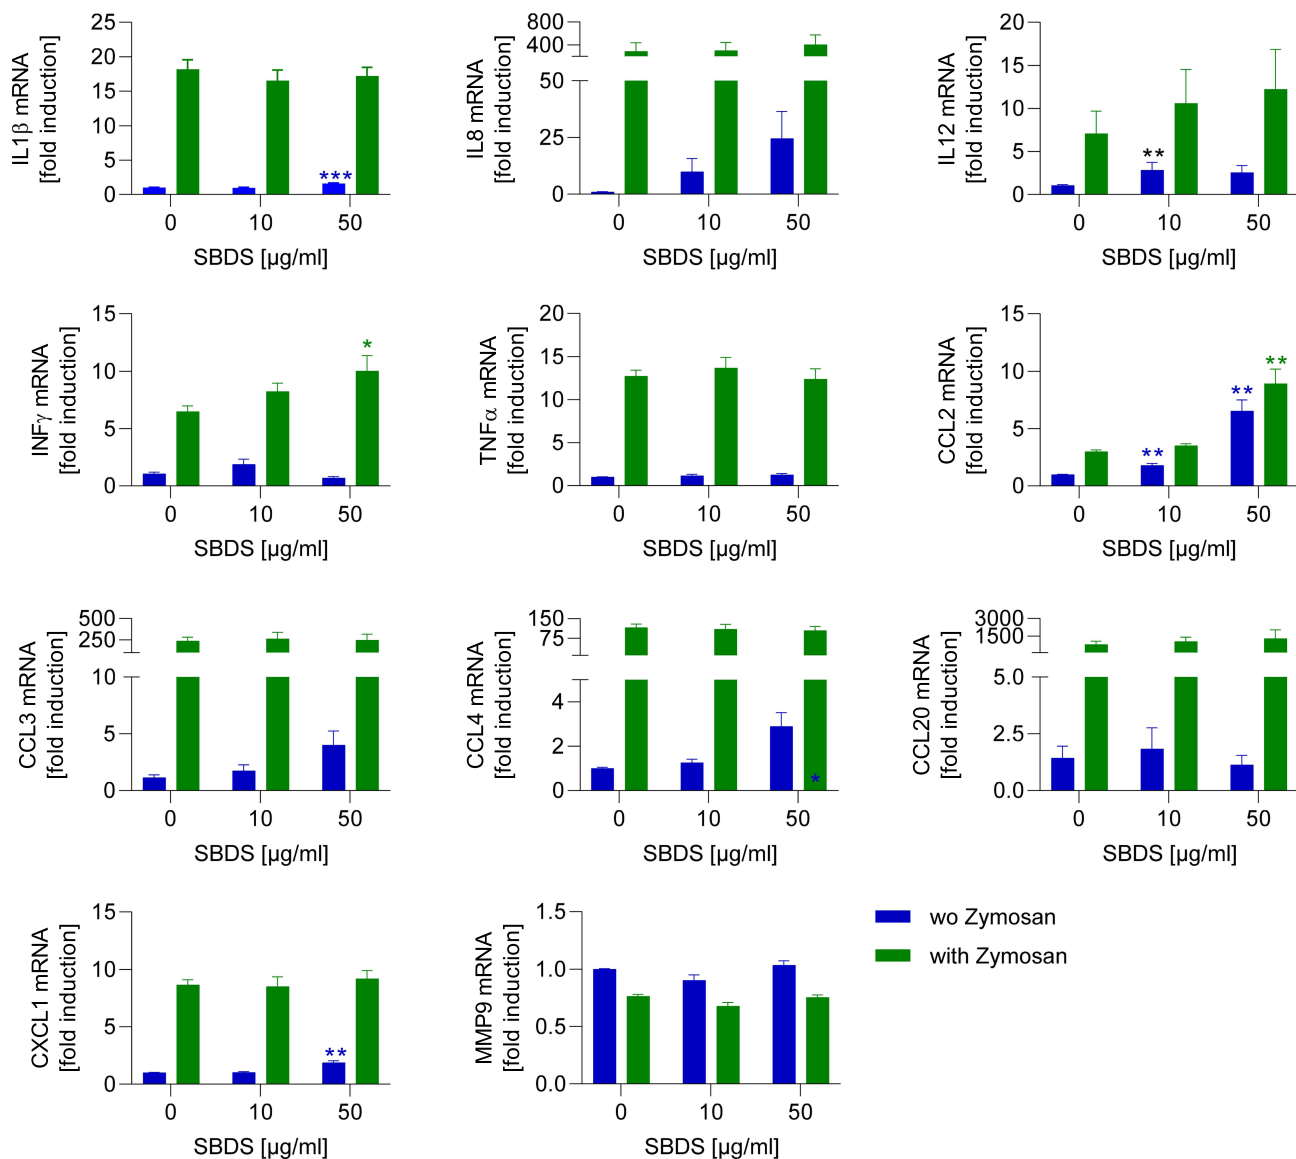 IL1β mRNA
[fold induction]
25
20
15
10
5
0
***
0 10 50
SBDS [µg/ml]
IL8 mRNA
[fold induction]
800
400
50
25
0
0 10 50
SBDS [µg/ml]
IL12 mRNA
[fold induction]
20
15
10
5
0
**
0 10 50
SBDS [µg/ml]
INFγ mRNA
[fold induction]
15
10
5
0
*
0 10 50
SBDS [µg/ml]
TNFα mRNA
[fold induction]
20
15
10
5
0
0 10 50
SBDS [µg/ml]
CCL2 mRNA
[fold induction]
15
10
5
0
** ** **
0 10 50
SBDS [µg/ml]
CCL3 mRNA
[fold induction]
500
250
10
5
0
0 10 50
SBDS [µg/ml]
CCL4 mRNA
[fold induction]
150
75
4
2
0
*
0 10 50
SBDS [µg/ml]
CCL20 mRNA
[fold induction]
3000
1500
5.0
2.5
0.0
0 10 50
SBDS [µg/ml]
CXCL1 mRNA
[fold induction]
15
10
5
0
**
0 10 50
SBDS [µg/ml]
MMP9 mRNA
[fold induction]
1.5
1.0
0.5
0.0
0 10 50
SBDS [µg/ml]
wo Zymosan
with Zymosan